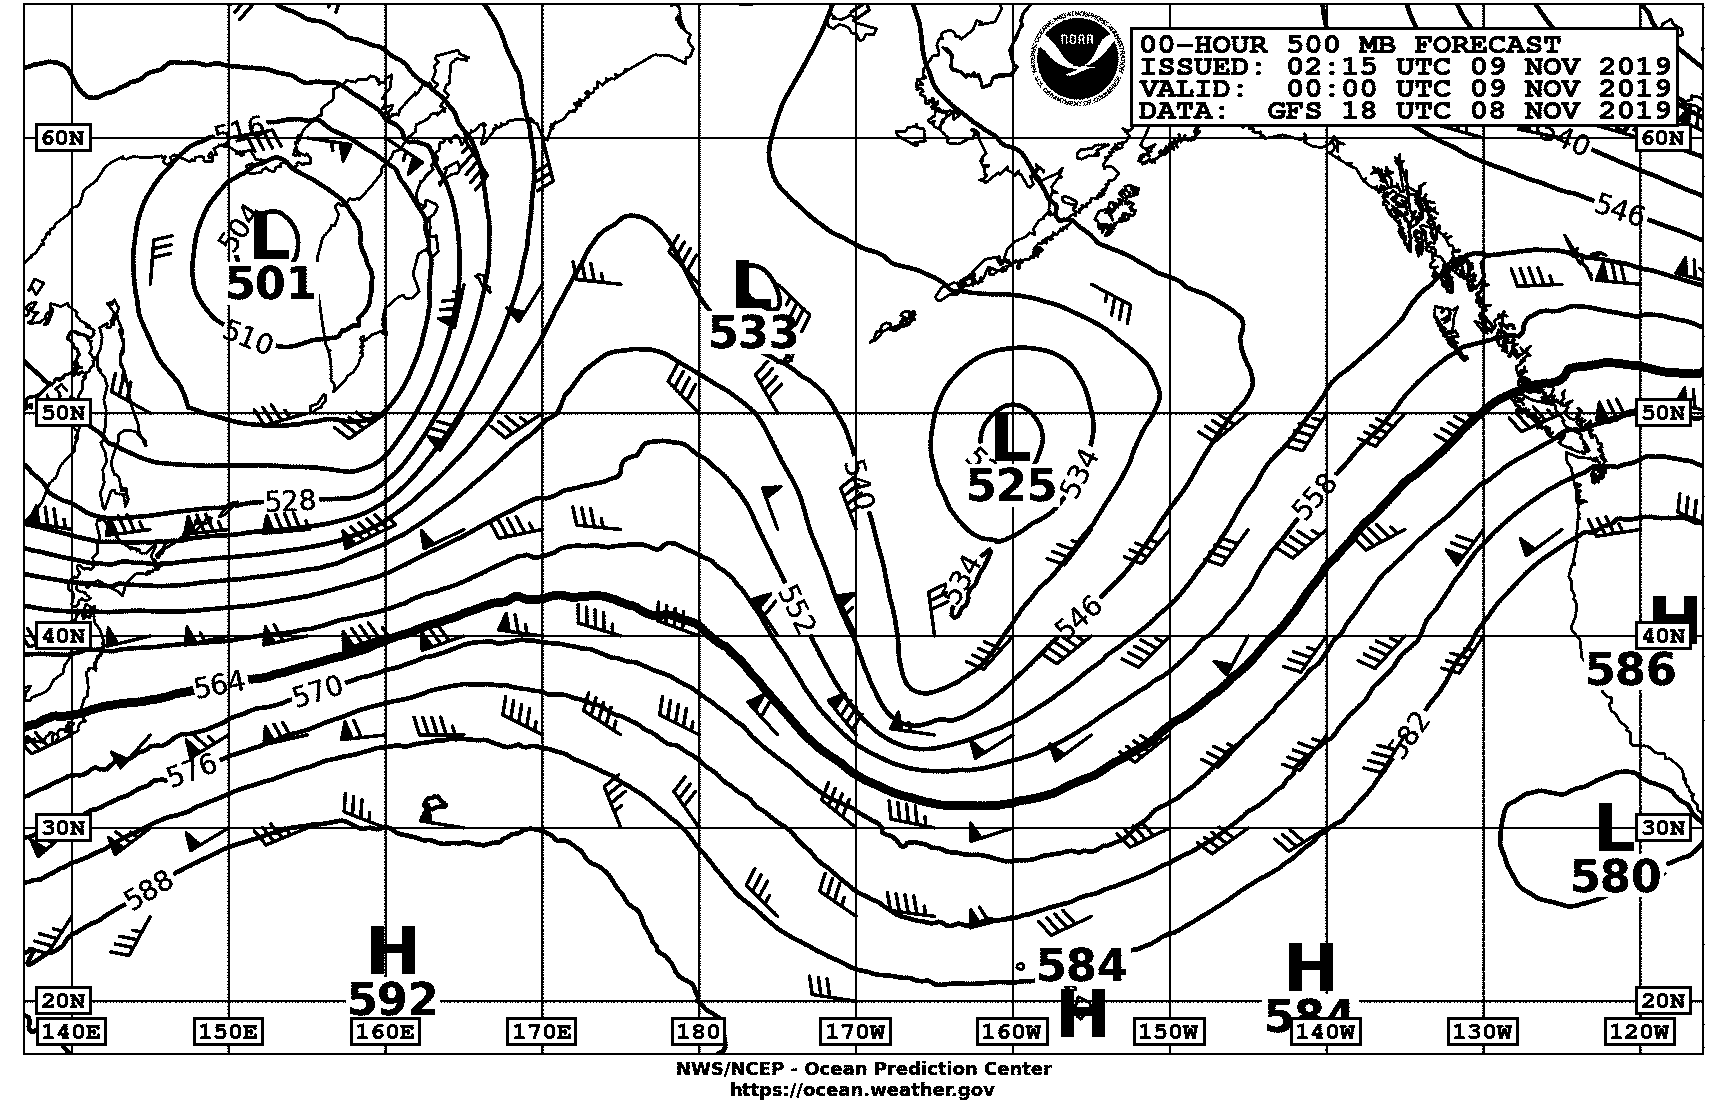 NOAA
00-HOUR 500 MB FORECAST
ISSUED: 02:15 UTC 09 NOV 2019
VALID: 00:00 UTC 09 NOV 2019
DATA: GFS 18 UTC 08 NOV 2019
60N
516
540
60N
546
504
L
501
L
533
510
50N
50N
L
525
534
540
558
528
534
552
546
H
586
40N
40N
564
570
576
582
30N
L
30N
580
588
H
592
584
H
H
584
20N
20N
140E 150E 160E 170E 180 170W 160W 150W 140W 130W 120W
NWS/NCEP - Ocean Prediction Center
https://ocean.weather.gov